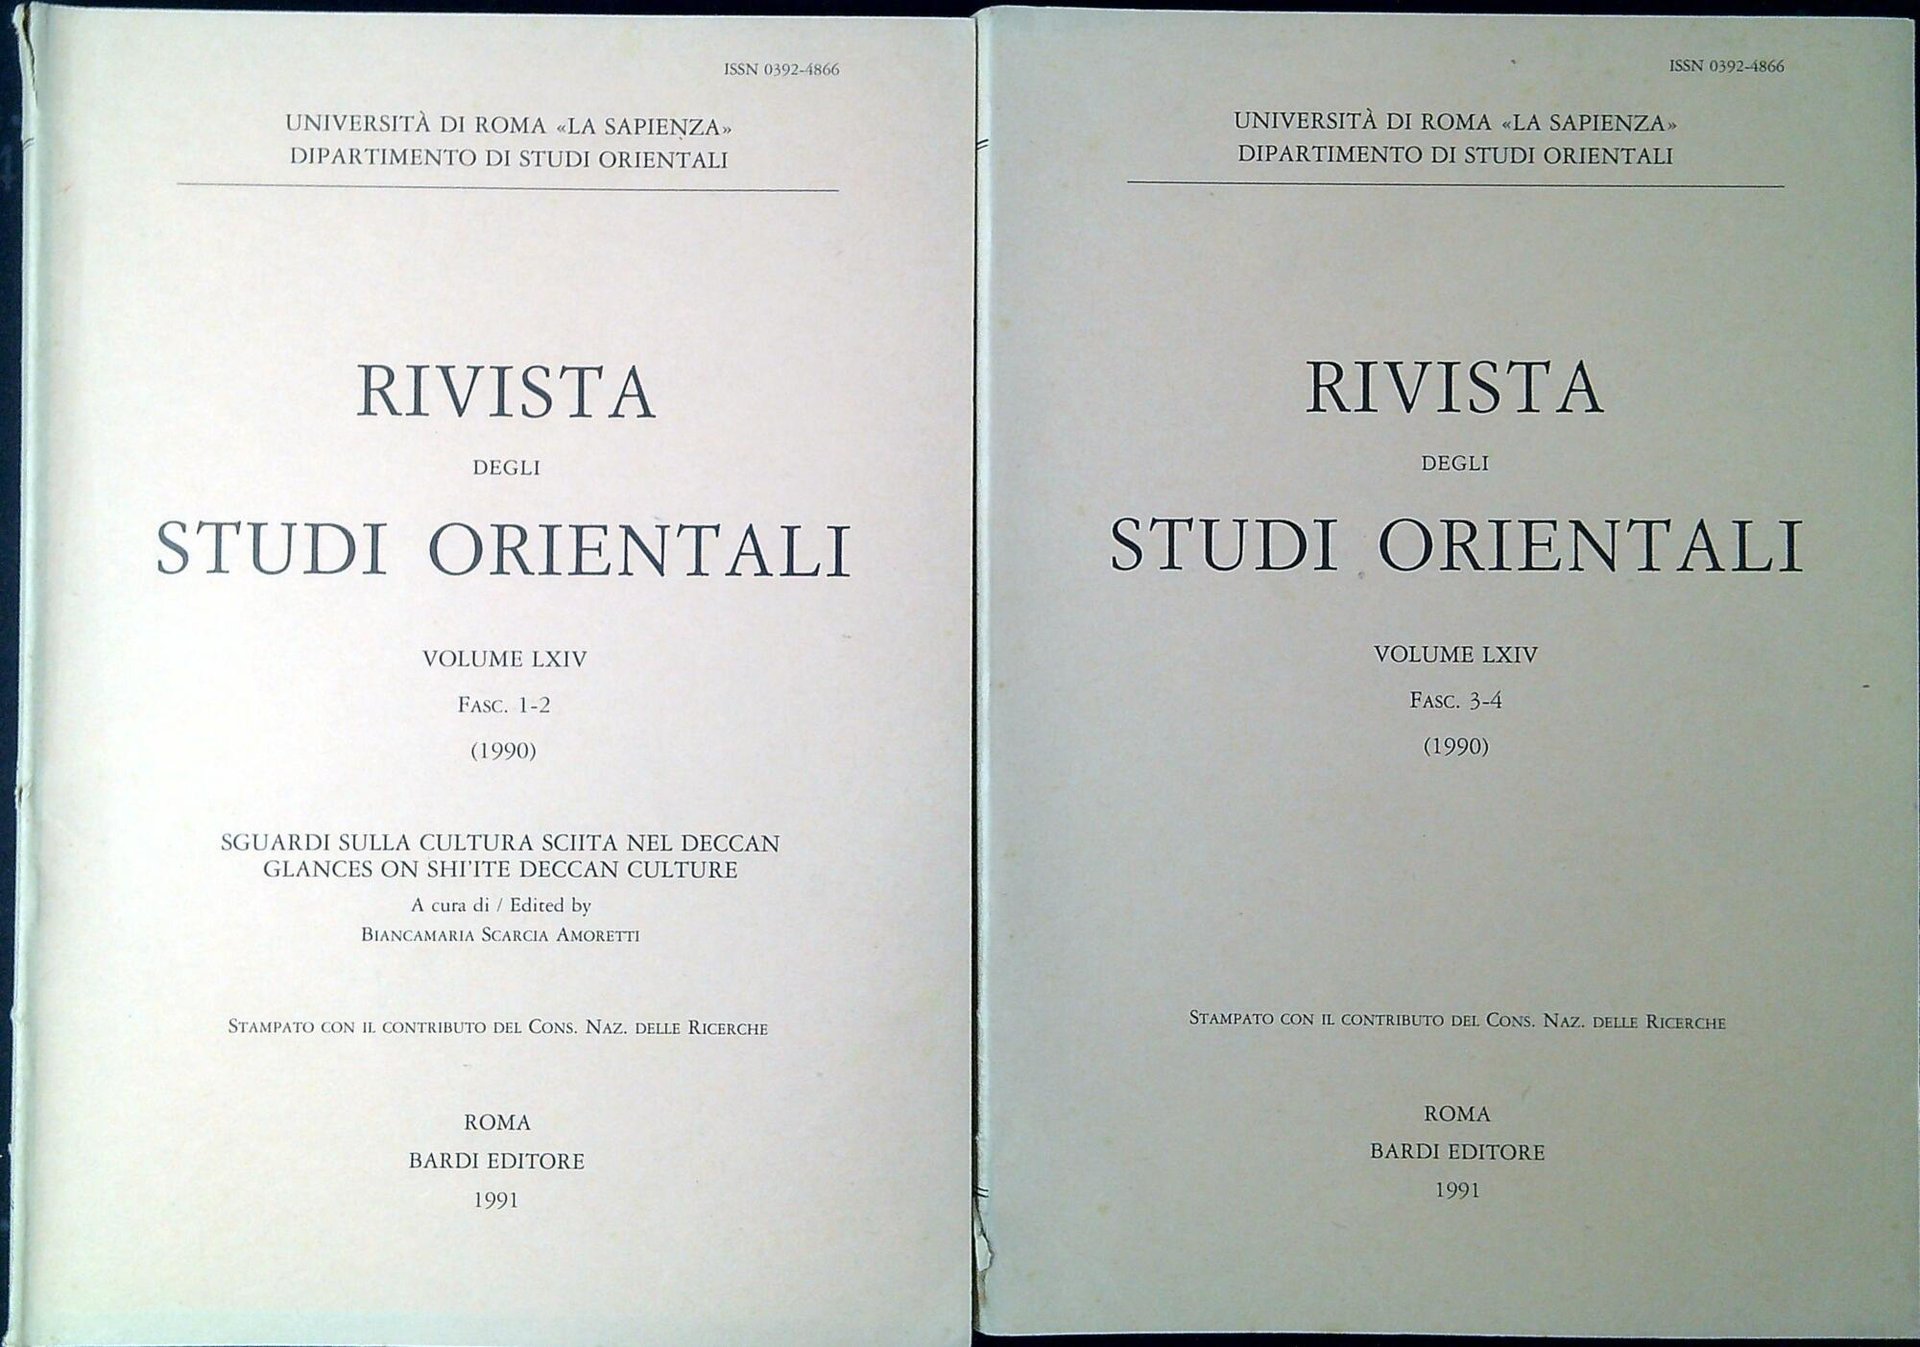 ISSN 0392-4866
UNIVERSITÀ DI ROMA «LA SAPIENZA»
DIPARTIMENTO DI STUDI ORIENTALI
RIVISTA
DEGLI
STUDI ORIENTALI
VOLUME LXIV
FASC. 1-2
(1990)
SGUARDI SULLA CULTURA SCIITA NEL DECCAN
GLANCES ON SHI'ITE DECCAN CULTURE
A cura di / Edited by
BIANCAMARIA SCARCIA AMORETTI
STAMPATO CON IL CONTRIBUTO DEL CONS. NAZ. DELLE RICERCHE
ROMA
BARDI EDITORE
1991
ISSN 0392-4866
UNIVERSITÀ DI ROMA «LA SAPIENZA»
DIPARTIMENTO DI STUDI ORIENTALI
RIVISTA
DEGLI
STUDI ORIENTALI
VOLUME LXIV
FASC. 3-4
(1990)
STAMPATO CON IL CONTRIBUTO DEL CONS. NAZ. DELLE RICERCHE
ROMA
BARDI EDITORE
1991